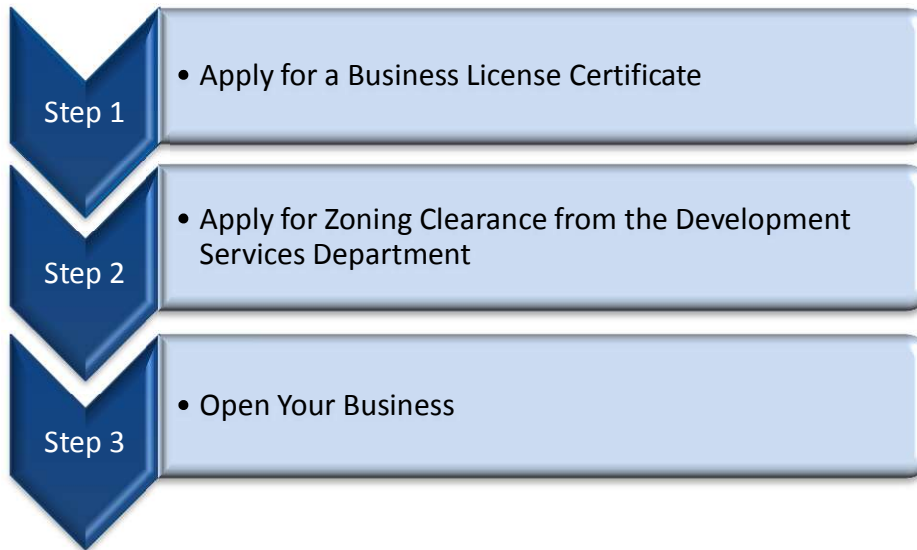 Step 1
• Apply for a Business License Certificate
Step 2
• Apply for Zoning Clearance from the Development
Services Department
Step 3
• Open Your Business